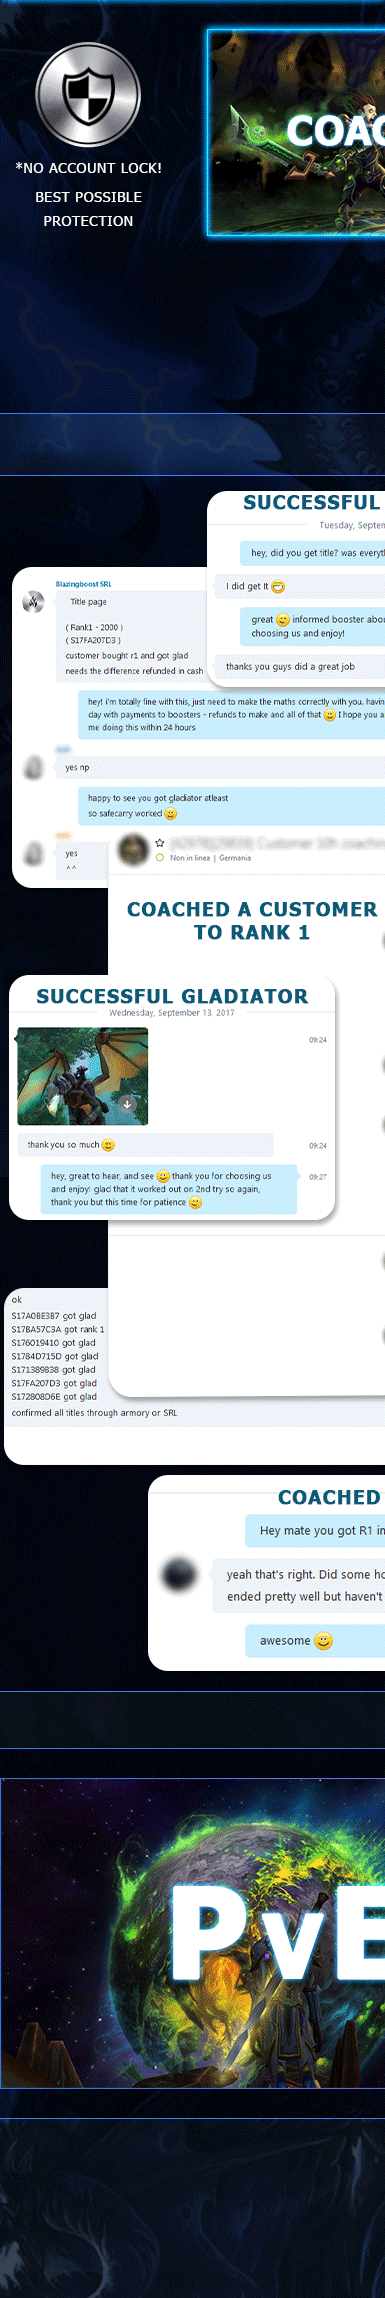 *NO ACCOUNT LOCK!
BEST POSSIBLE
PROTECTION
COAC
SUCCESSFUL
Tuesday, Septem
hey, did you get title? was everyth
I did get It
great informed booster abou
choosing us and enjoy!
thanks you guys did a great job
Blazingboost SRL
Title page
( Rank1 - 2000 )
( S17FA207D3 )
customer bought r1 and got glad
needs the difference refunded in cash
hey! i'm totally fine with this, just need to make the maths correctly with you. havin
day with payments to boosters - refunds to make and all of that I hope you a
me doing this within 24 hours
yes np
happy to see you got gladiator atleast
so safecarry worked
yes
^^
Non in linea | Germania
COACHED A CUSTOMER
TO RANK 1
SUCCESSFUL GLADIATOR
Wednesday, September 13, 2017
09:24
thank you so much
09:24
hey, great to hear, and see thank you for choosing us
and enjoy! glad that it worked out on 2nd try so again,
thank you but this time for patience
09:27
ok
S17A0BE3B7 got glad
S17BA57C3A got rank 1
S176019410 got glad
S1784D715D got glad
S171389838 got glad
S17FA207D3 got glad
S172808D6E got glad
confirmed all titles through armory or SRL
COACHED
Hey mate you got R1 in
yeah that's right. Did some ho
ended pretty well but haven't
awesome
PvE